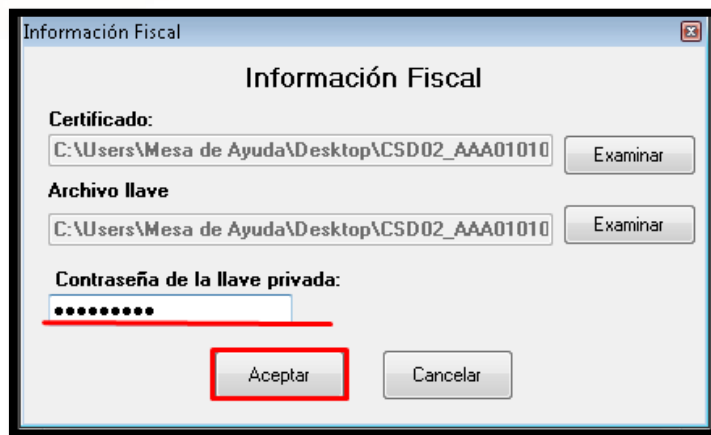 Información Fiscal
Información Fiscal
Certificado:
C:\Users\Mesa de Ayuda\Desktop\CSD02_AAA01010 Examinar
Archivo llave
C:\Users\Mesa de Ayuda\Desktop\CSD02_AAA01010 Examinar
Contraseña de la llave privada:
●●●●●●●●●
Aceptar Cancelar